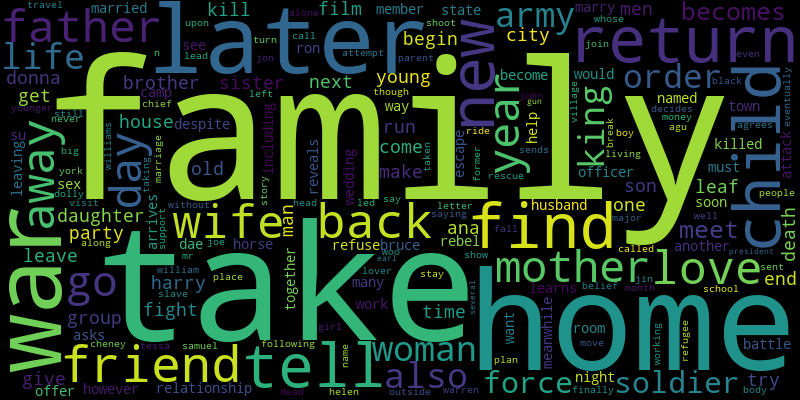 travel
married
kill
film
member
state
army
marry
men
becomes
father
later
upon
alone
shoot
whose
return
life
see
turn
call
ron
lead
jon
attempt
parent
begin
city
join
even
donna
brother
sister
next
young
new
become
would
order
child
black
get
camp
chief
left
though
way
year
king
named
town
decides
money
agu
agrees
attack
eventually
younger
still
never
su
house
despite
including
reveals
wedding
run
come
make
taken
escape
former
ride
help
gun
sends
rescue
village
break
boy
living
officer
killed
must
family
war
away
day
leaving
big
williams
taking
marriage
old
story
york
sex
dolly
visit
daughter
without
head
led
say
letter
saying
husband
one
son
leaf
soon
people
death
party
along
arrives
support
wife
man
back
ana
find
major
meet
well
another
called
president
leave
dae
joe
horse
refuse
bruce
rebel
fall
mother
love
sent
end
go
mr
william
harry
slave
place
together
earl
woo
lover
many
stay
show
several
learns
jin
belief
month
school
group
fight
take
work
time
home
want
meanwhile
room
move
working
refugee
battle
asks
cheney
tessa
samuel
following
girl
name
woman
plan
night
finally
friend
tell
also
force
soldier
try
body
give
offer
however
relationship
dead
helen
outside
warren